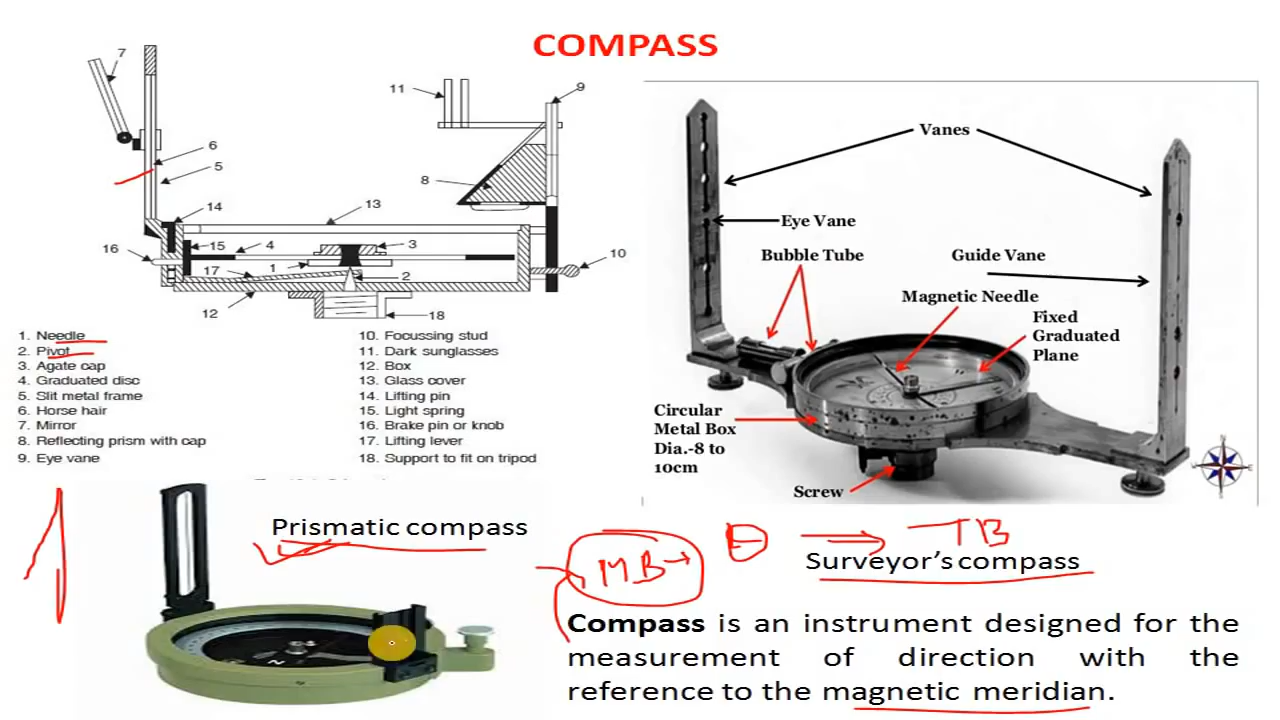 COMPASS
7
6
5
14
13
16
15
4
3
17
1
2
12
18
11
9
8
10
1. Needle
2. Pivot
3. Agate cap
4. Graduated disc
5. Slit metal frame
6. Horse hair
7. Mirror
8. Reflecting prism with cap
9. Eye vane
10. Focussing stud
11. Dark sunglasses
12. Box
13. Glass cover
14. Lifting pin
15. Light spring
16. Brake pin or knob
17. Lifting lever
18. Support to fit on tripod
Vanes
Eye Vane
Bubble Tube
Guide Vane
Magnetic Needle
Fixed
Graduated
Plane
Circular
Metal Box
Dia.-8 to
10cm
Screw
Prismatic compass
MB
TB
Surveyor's compass
Compass is an instrument designed for the
measurement of direction with the
reference to the magnetic meridian.